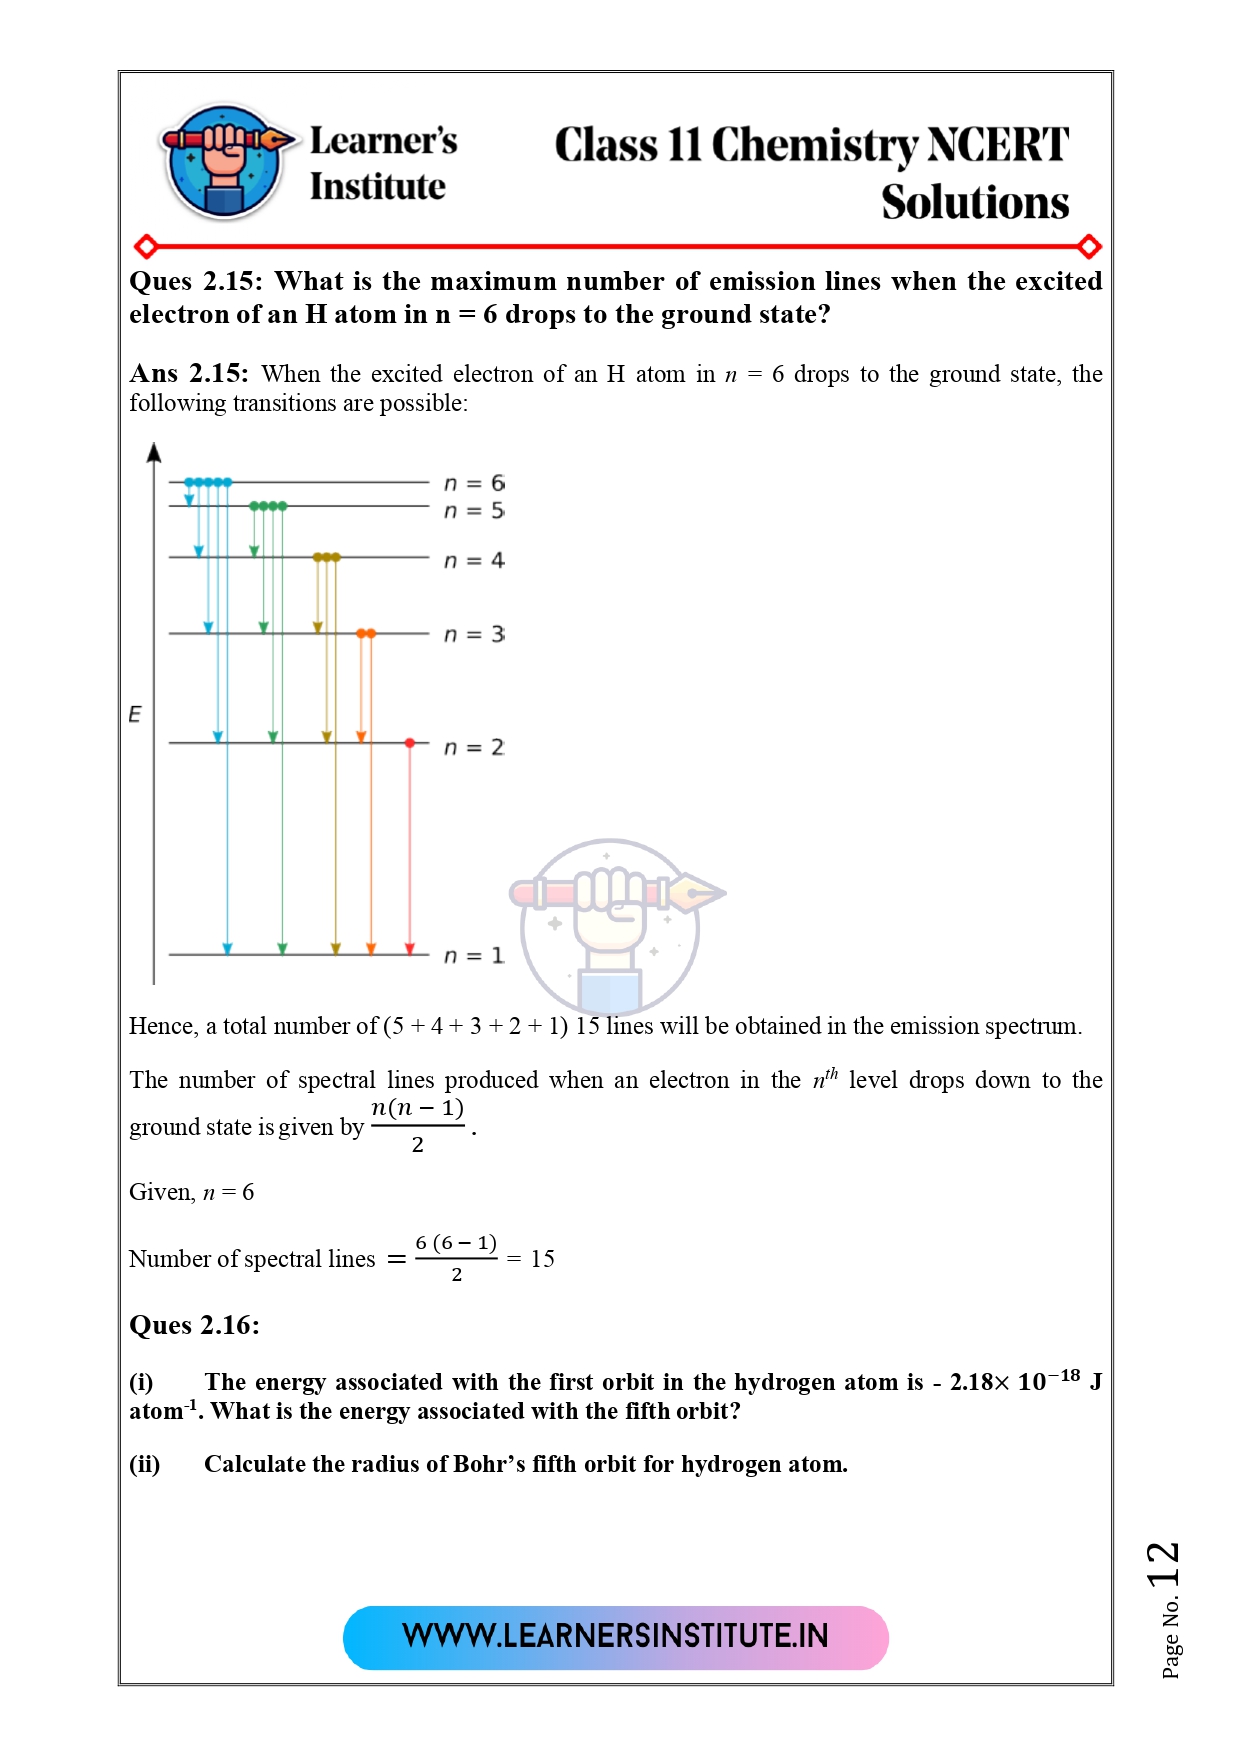 Learner's
Institute
Class 11 Chemistry NCERT
Solutions
Ques 2.15: What is the maximum number of emission lines when the excited
electron of an H atom in n = 6 drops to the ground state?
Ans 2.15: When the excited electron of an H atom in n = 6 drops to the ground state, the
following transitions are possible:
n = 6
n = 5
n = 4
n = 3
E
n = 2
n = 1
Hence, a total number of (5 + 4 + 3 + 2 + 1) 15 lines will be obtained in the emission spectrum.
The number of spectral lines produced when an electron in the nᵗʰ level drops down to the
ground state is given by n(n − 1)/2 .
Given, n = 6
Number of spectral lines = 6 (6 − 1)/2 = 15
Ques 2.16:
(i) The energy associated with the first orbit in the hydrogen atom is - 2.18× 10⁻¹⁸ J
atom⁻¹. What is the energy associated with the fifth orbit?
(ii) Calculate the radius of Bohr’s fifth orbit for hydrogen atom.
WWW.LEARNERSINSTITUTE.IN
Page No. 12